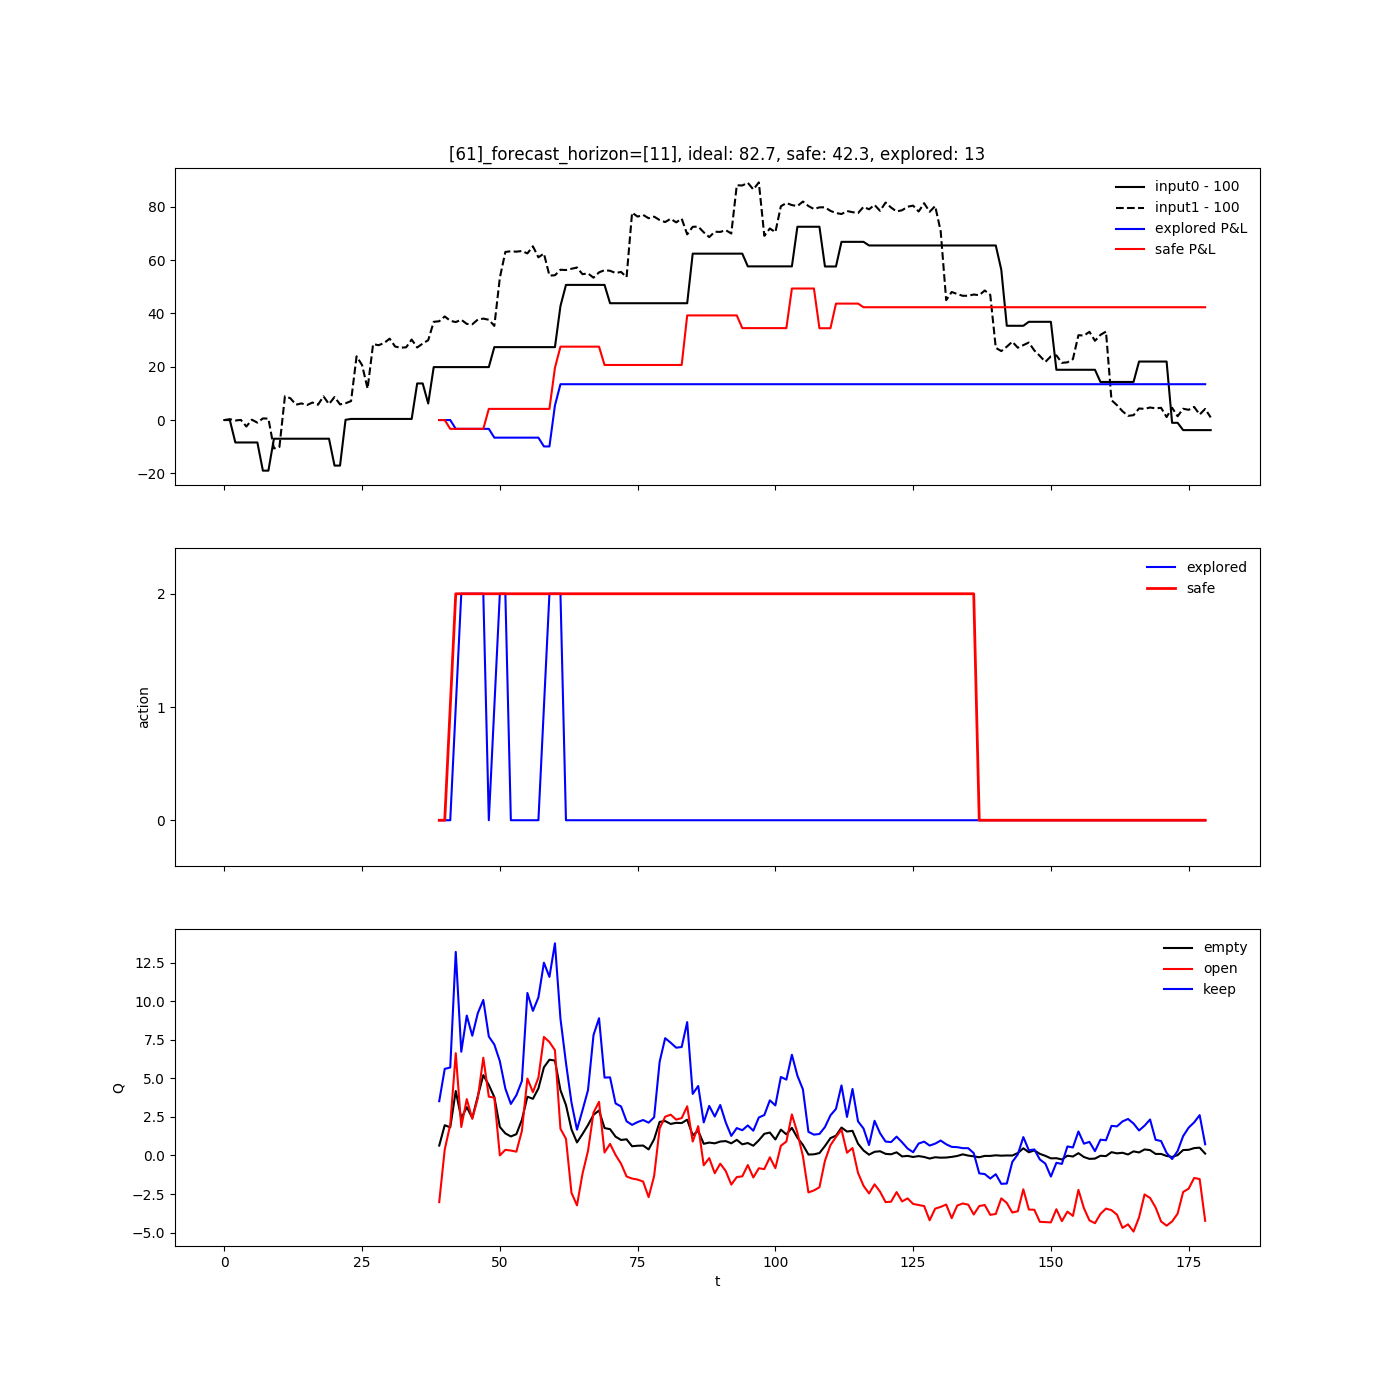 [61]_forecast_horizon=[11], ideal: 82.7, safe: 42.3, explored: 13
input0 - 100
input1 - 100
explored P&L
safe P&L
80
60
40
20
0
−20
explored
safe
2
1
0
action
empty
open
keep
12.5
10.0
7.5
5.0
2.5
0.0
−2.5
−5.0
Q
0 25 50 75 100 125 150 175
t